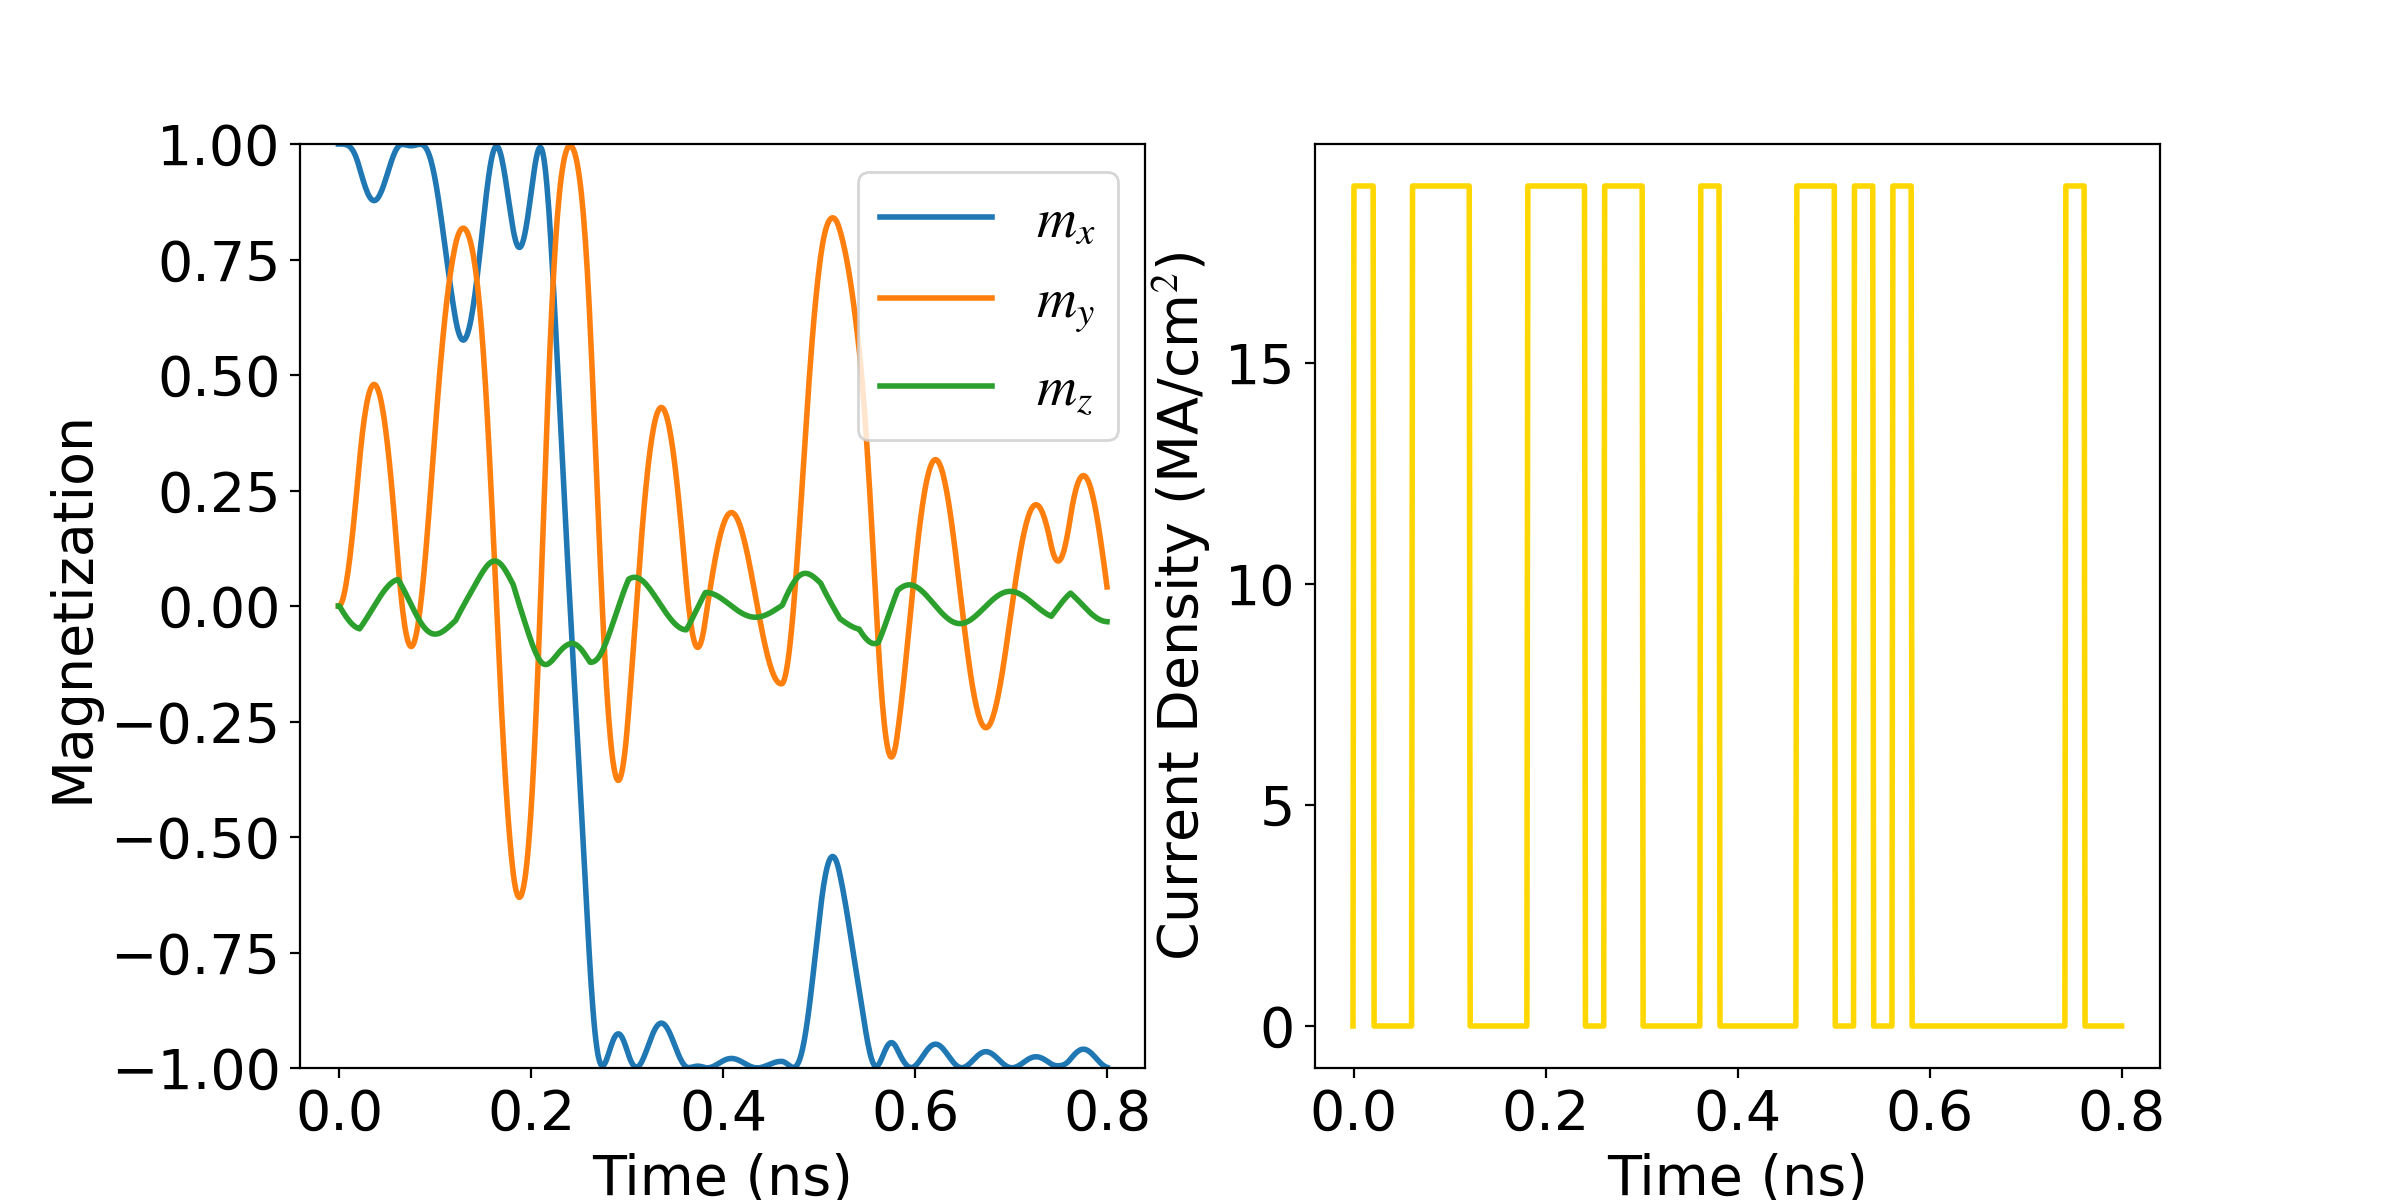 Magnetization
1.00
0.75
0.50
0.25
0.00
−0.25
−0.50
−0.75
−1.00
0.0 0.2 0.4 0.6 0.8
Time (ns)
m_x
m_y
m_z
Current Density (MA/cm²)
15
10
5
0
0.0 0.2 0.4 0.6 0.8
Time (ns)